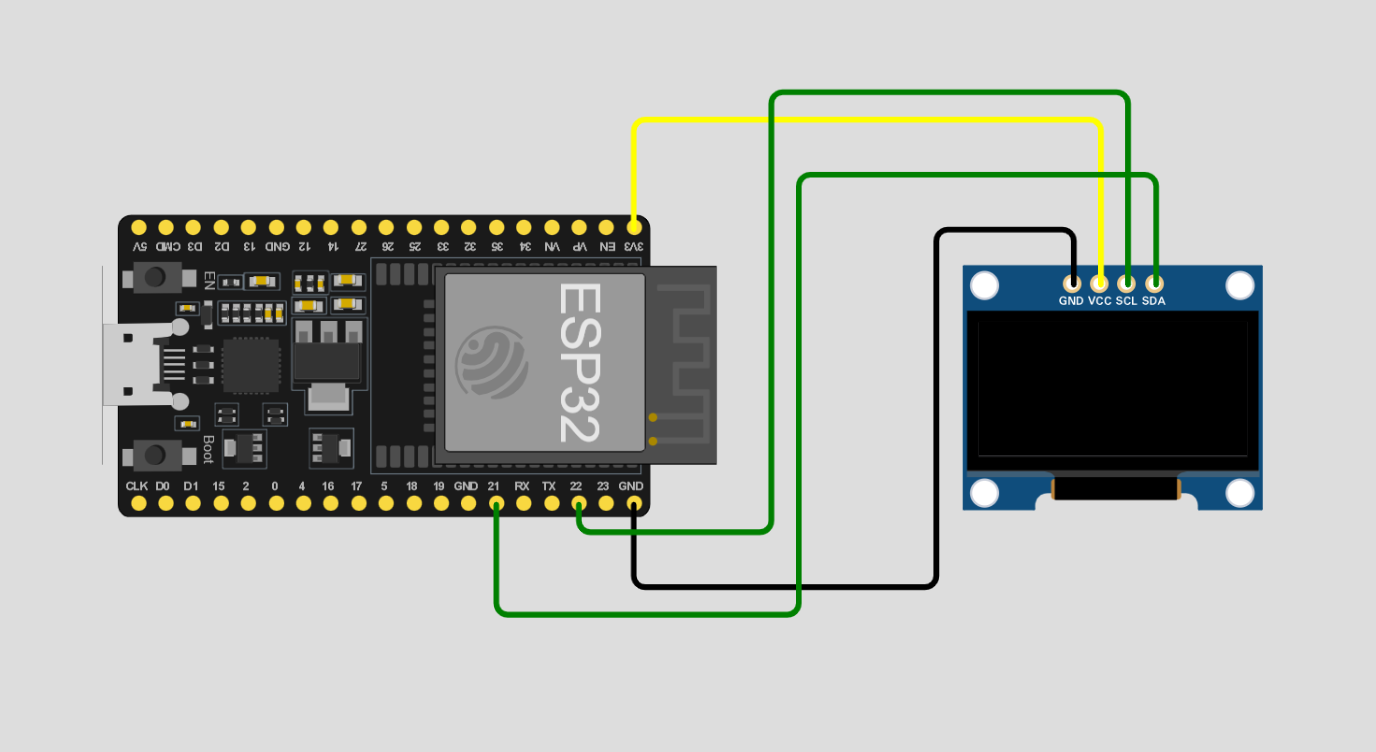 5V CMD D3 D2 13 GND 12 14 27 26 25 33 32 35 34 VN VP EN 3V3
EN
ESP32
Boot
CLK D0 D1 15 2 0 4 16 17 5 18 19 GND 21 RX TX 22 23 GND
GND VCC SCL SDA